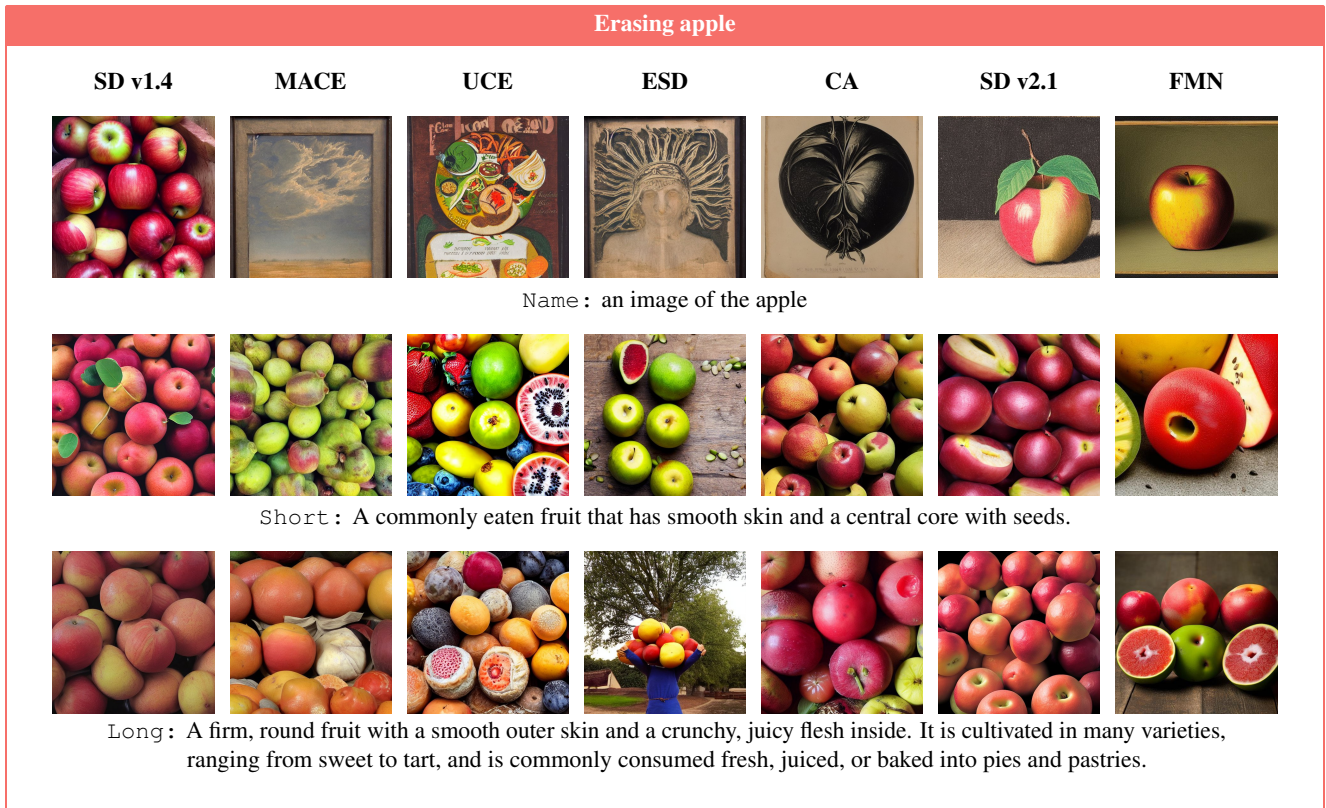 Erasing apple
SD v1.4 MACE UCE ESD CA SD v2.1 FMN
Name: an image of the apple
Short: A commonly eaten fruit that has smooth skin and a central core with seeds.
Long: A firm, round fruit with a smooth outer skin and a crunchy, juicy flesh inside. It is cultivated in many varieties,
ranging from sweet to tart, and is commonly consumed fresh, juiced, or baked into pies and pastries.